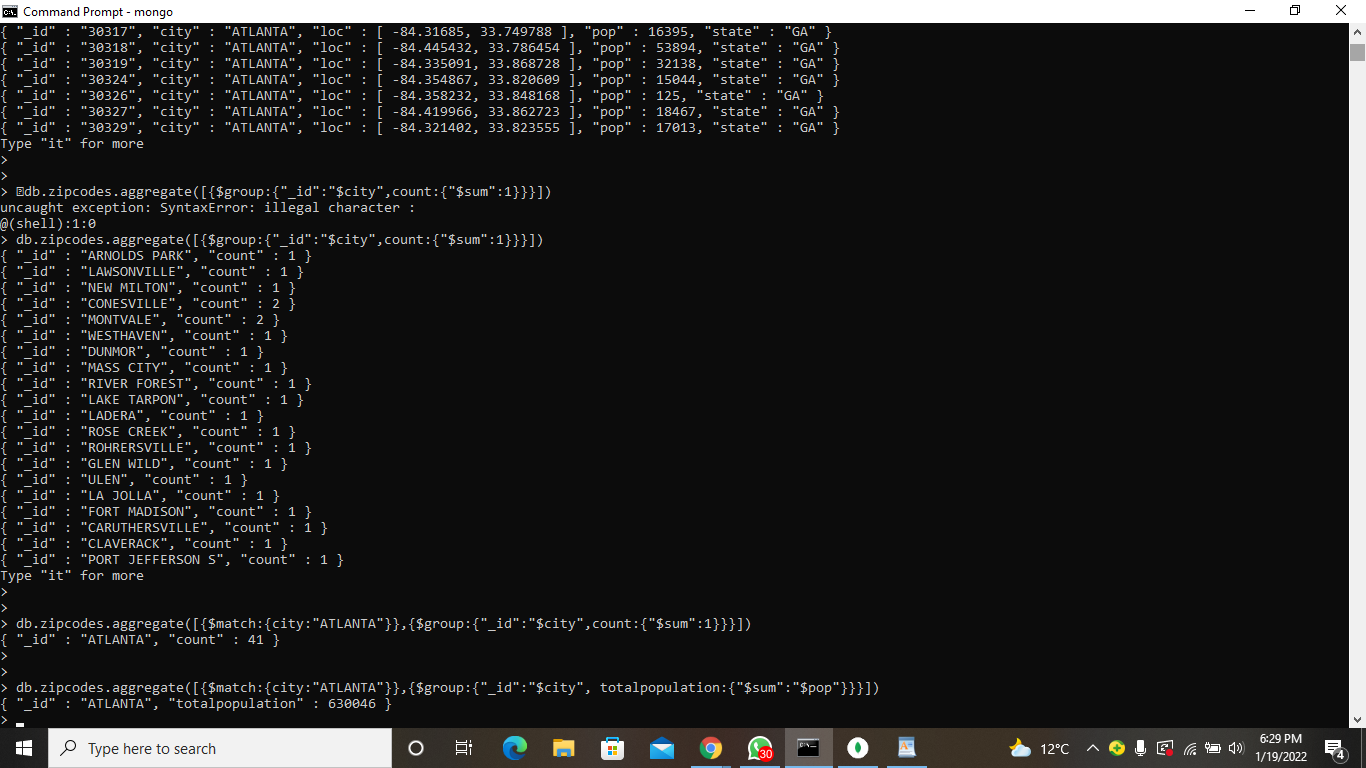 Command Prompt - mongo
{ "_id" : "30317", "city" : "ATLANTA", "loc" : [ -84.31685, 33.749788 ], "pop" : 16395, "state" : "GA" }
{ "_id" : "30318", "city" : "ATLANTA", "loc" : [ -84.445432, 33.786454 ], "pop" : 53894, "state" : "GA" }
{ "_id" : "30319", "city" : "ATLANTA", "loc" : [ -84.335091, 33.868728 ], "pop" : 32138, "state" : "GA" }
{ "_id" : "30324", "city" : "ATLANTA", "loc" : [ -84.354867, 33.820609 ], "pop" : 15044, "state" : "GA" }
{ "_id" : "30326", "city" : "ATLANTA", "loc" : [ -84.358232, 33.848168 ], "pop" : 125, "state" : "GA" }
{ "_id" : "30327", "city" : "ATLANTA", "loc" : [ -84.419966, 33.862723 ], "pop" : 18467, "state" : "GA" }
{ "_id" : "30329", "city" : "ATLANTA", "loc" : [ -84.321402, 33.823555 ], "pop" : 17013, "state" : "GA" }
Type "it" for more
>
>
> db.zipcodes.aggregate([{$group:{"_id":"$city",count:{"$sum":1}}}])
uncaught exception: SyntaxError: illegal character :
@(shell):1:0
> db.zipcodes.aggregate([{$group:{"_id":"$city",count:{"$sum":1}}}])
{ "_id" : "ARNOLDS PARK", "count" : 1 }
{ "_id" : "LAWSONVILLE", "count" : 1 }
{ "_id" : "NEW MILTON", "count" : 1 }
{ "_id" : "CONESVILLE", "count" : 2 }
{ "_id" : "MONTVALE", "count" : 2 }
{ "_id" : "WESTHAVEN", "count" : 1 }
{ "_id" : "DUNMOR", "count" : 1 }
{ "_id" : "MASS CITY", "count" : 1 }
{ "_id" : "RIVER FOREST", "count" : 1 }
{ "_id" : "LAKE TARPON", "count" : 1 }
{ "_id" : "LADERA", "count" : 1 }
{ "_id" : "ROSE CREEK", "count" : 1 }
{ "_id" : "ROHRERSVILLE", "count" : 1 }
{ "_id" : "GLEN WILD", "count" : 1 }
{ "_id" : "ULEN", "count" : 1 }
{ "_id" : "LA JOLLA", "count" : 1 }
{ "_id" : "FORT MADISON", "count" : 1 }
{ "_id" : "CARUTHERSVILLE", "count" : 1 }
{ "_id" : "CLAVERACK", "count" : 1 }
{ "_id" : "PORT JEFFERSON S", "count" : 1 }
Type "it" for more
>
>
> db.zipcodes.aggregate([{$match:{city:"ATLANTA"}},{$group:{"_id":"$city",count:{"$sum":1}}}])
{ "_id" : "ATLANTA", "count" : 41 }
>
>
> db.zipcodes.aggregate([{$match:{city:"ATLANTA"}},{$group:{"_id":"$city", totalpopulation:{"$sum":"$pop"}}}])
{ "_id" : "ATLANTA", "totalpopulation" : 630046 }
>
Type here to search
30
12°C
6:29 PM
1/19/2022
4